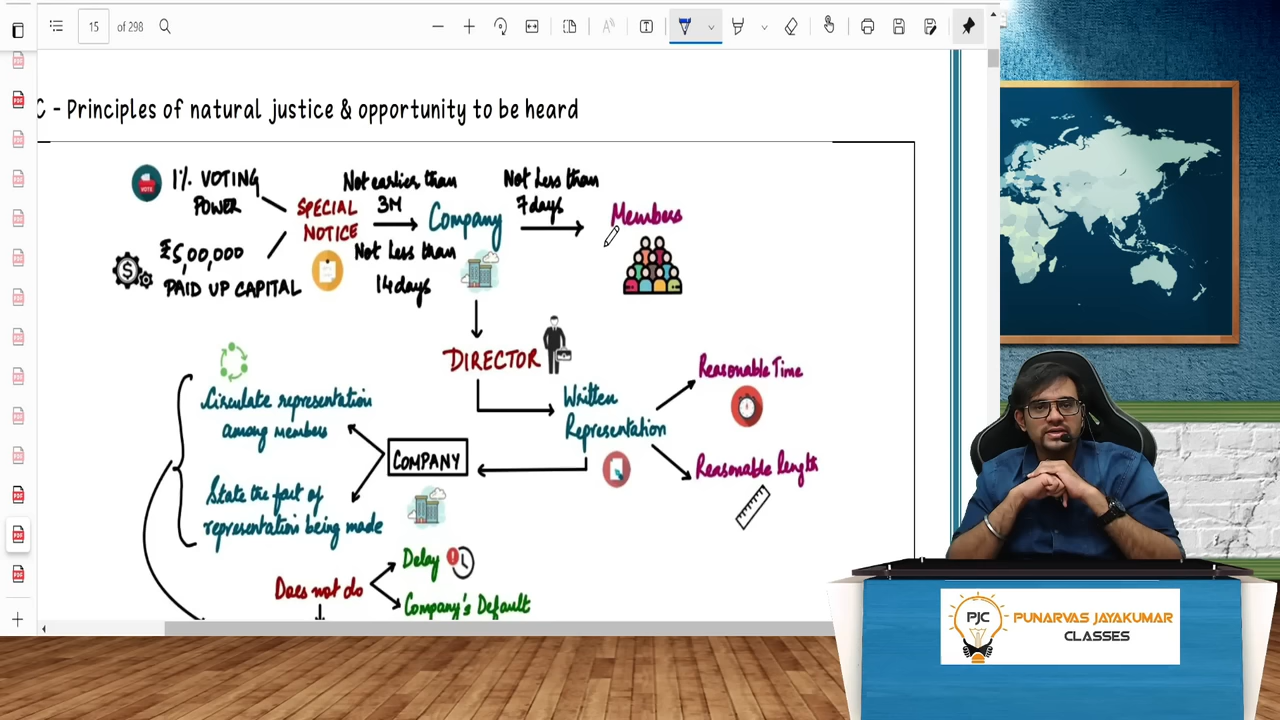 15
of 298
C - Principles of natural justice & opportunity to be heard
VOTE
1% VOTING
POWER
₹5,00,000
PAID UP CAPITAL
SPECIAL
NOTICE
Not earlier than
3M
Not Less than
14 days
Company
Not Less than
7 days
Members
DIRECTOR
Written
Representation
Reasonable Time
Reasonable length
COMPANY
Circulate representation
among members
State the fact of
representation being made
Does not do
Delay
Company's Default
PJC
PUNARVAS JAYAKUMAR
CLASSES